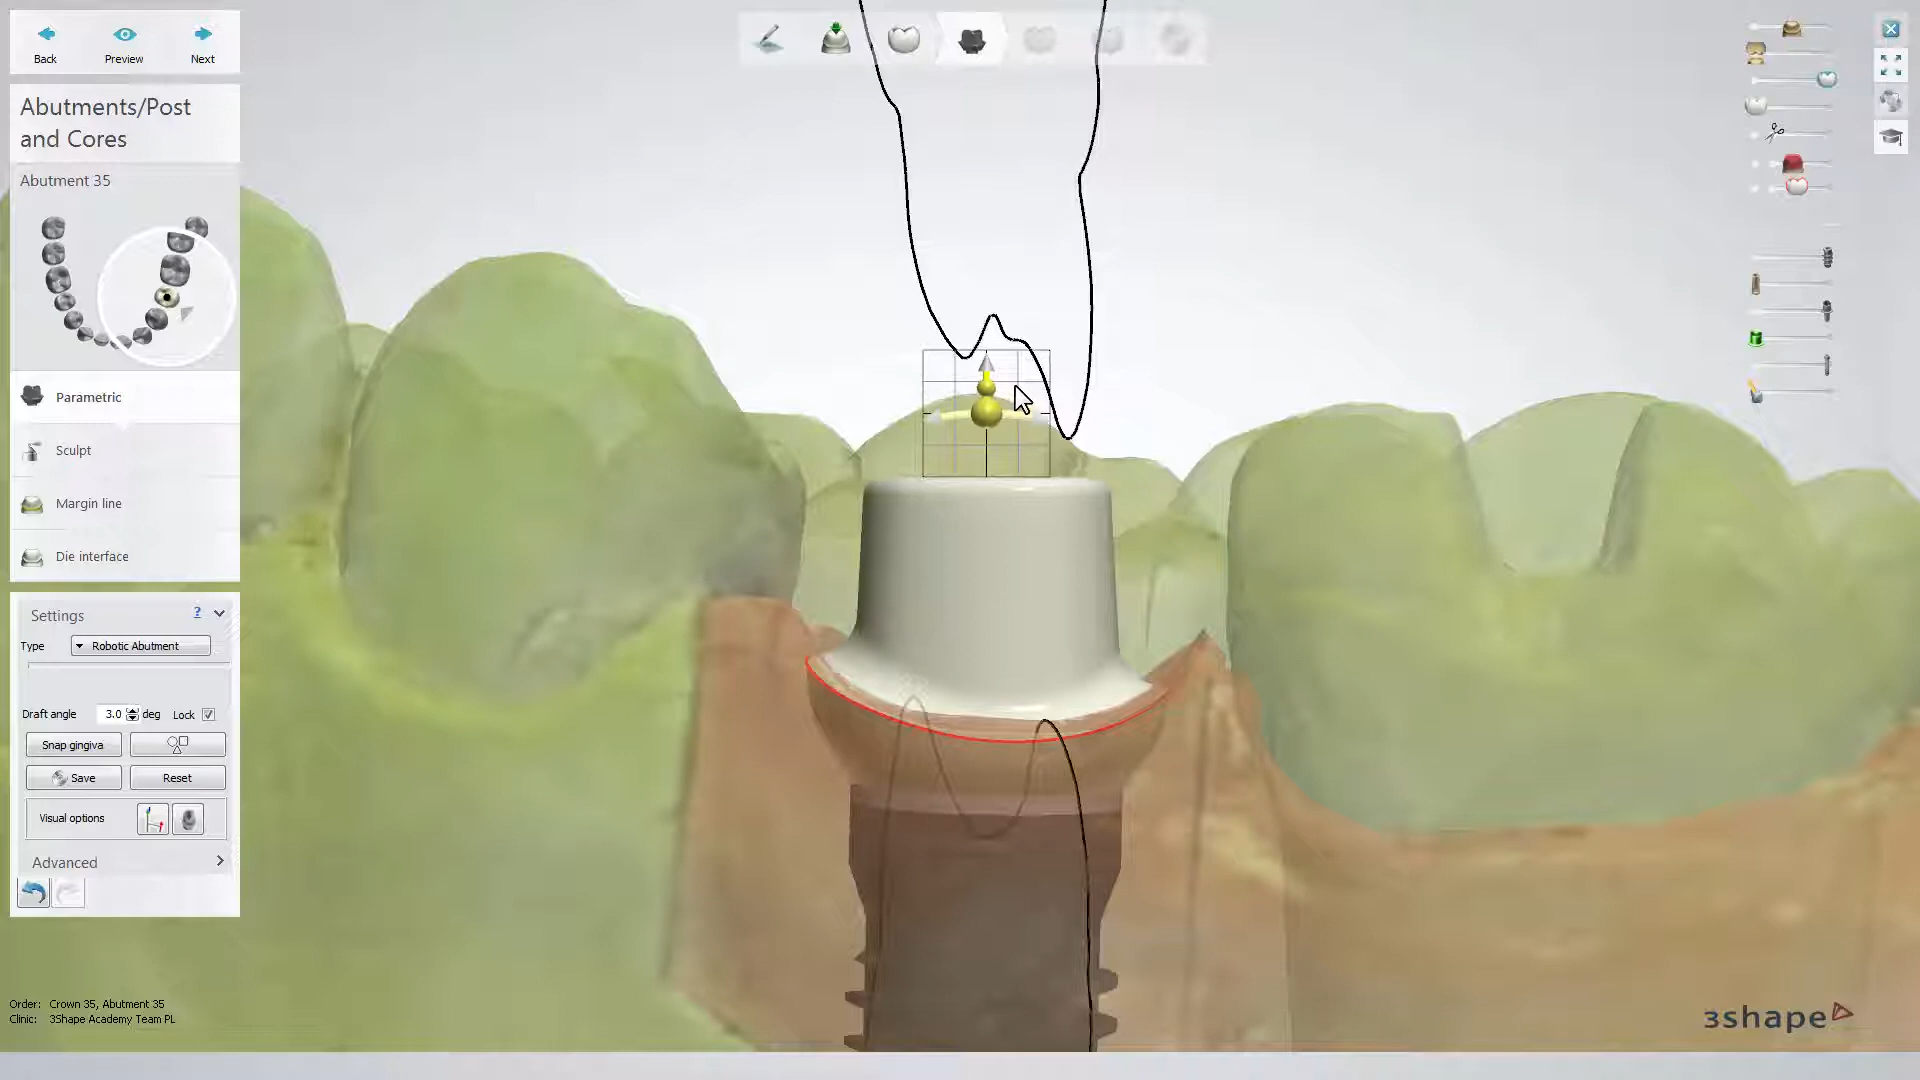 Back
Preview
Next
Abutments/Post
and Cores
Abutment 35
Parametric
Sculpt
Margin line
Die interface
Settings
?
Type
Robotic Abutment
Draft angle
3.0
deg
Lock
Snap gingiva
Save
Reset
Visual options
Advanced
Order: Crown 35, Abutment 35
Clinic: 3Shape Academy Team PL
3shape